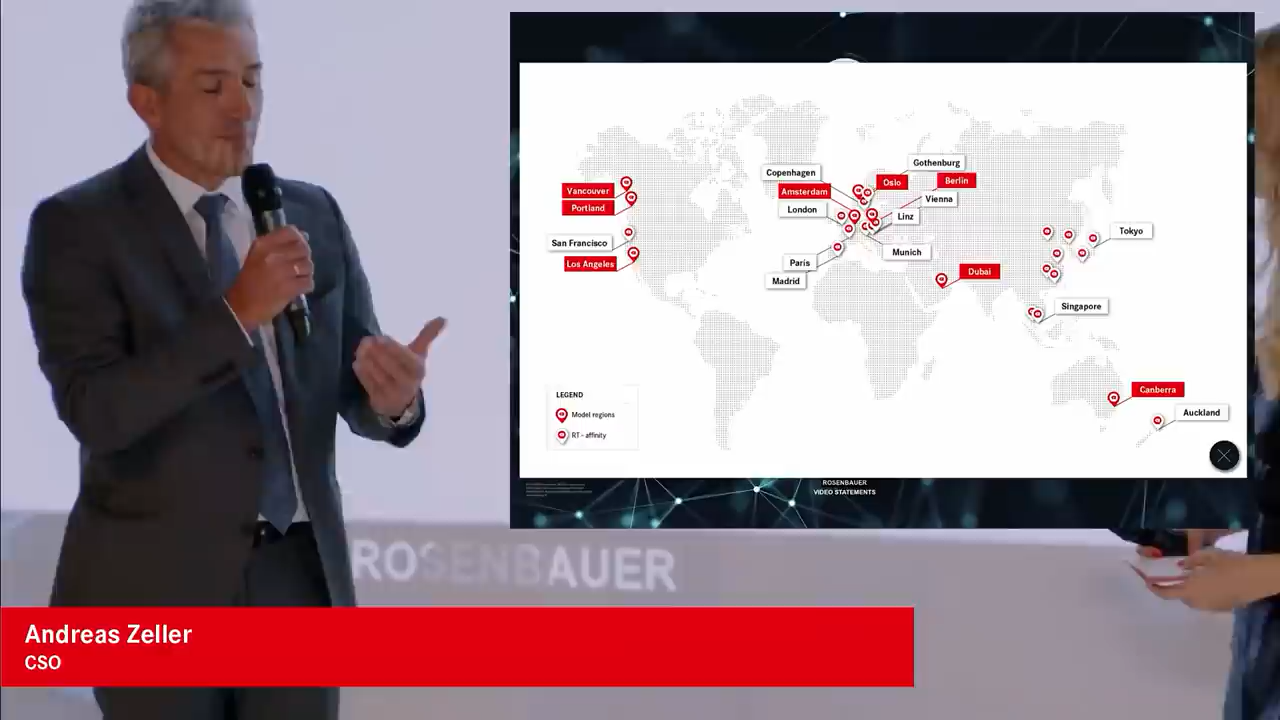 Gothenburg
Copenhagen
Oslo
Berlin
Vancouver
Amsterdam
Vienna
Portland
London
Linz
Tokyo
San Francisco
Munich
Los Angeles
Paris
Dubai
Madrid
Singapore
Canberra
LEGEND
Model regions
Auckland
RT - affinity
ROSENBAUER
VIDEO STATEMENTS
ROSENBAUER
Andreas Zeller
CSO